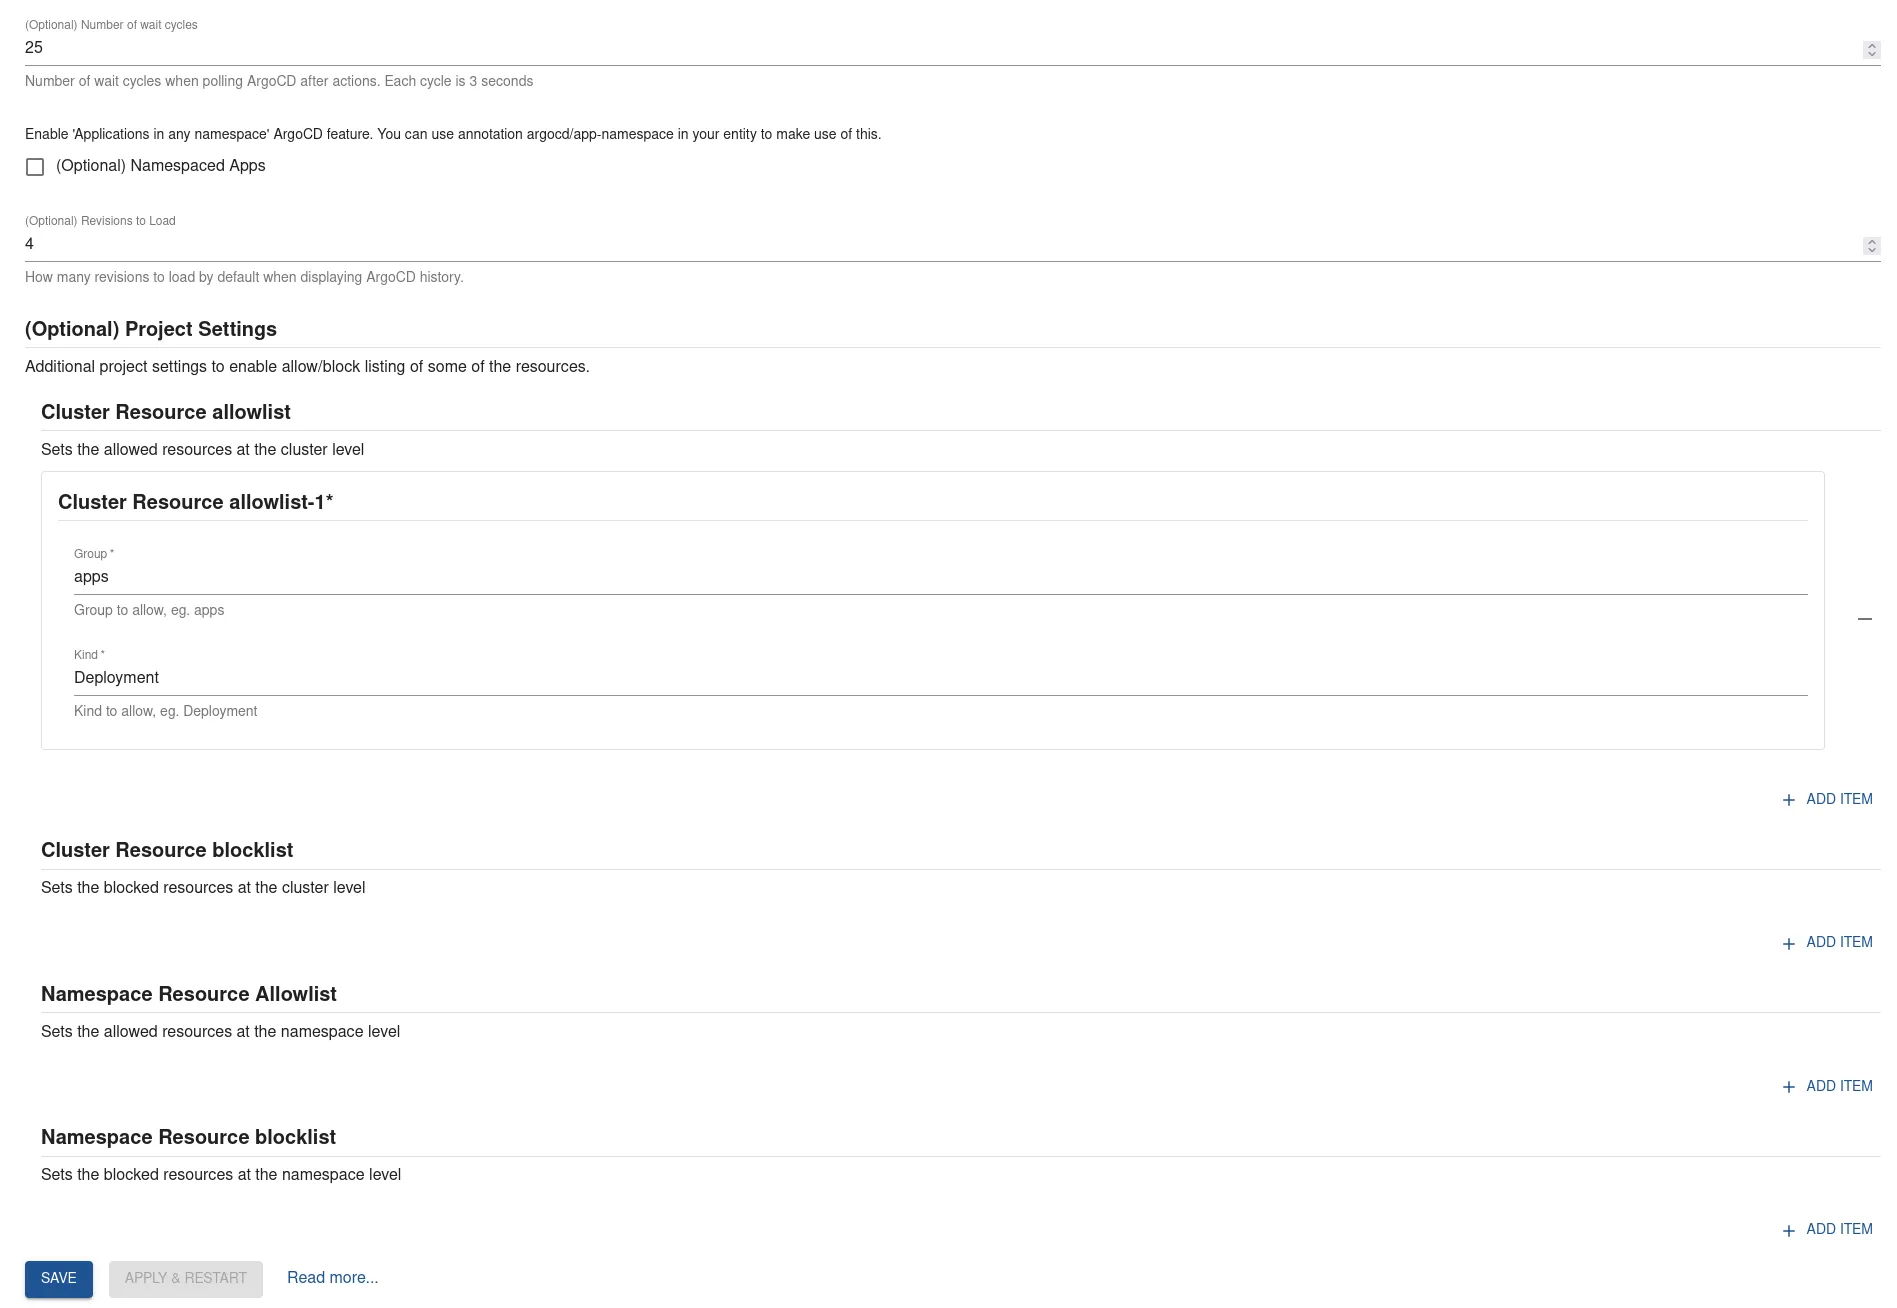 (Optional) Number of wait cycles
25
Number of wait cycles when polling ArgoCD after actions. Each cycle is 3 seconds
Enable 'Applications in any namespace' ArgoCD feature. You can use annotation argocd/app-namespace in your entity to make use of this.
(Optional) Namespaced Apps
(Optional) Revisions to Load
4
How many revisions to load by default when displaying ArgoCD history.
(Optional) Project Settings
Additional project settings to enable allow/block listing of some of the resources.
Cluster Resource allowlist
Sets the allowed resources at the cluster level
Cluster Resource allowlist-1*
Group *
apps
Group to allow, eg. apps
Kind *
Deployment
Kind to allow, eg. Deployment
ADD ITEM
Cluster Resource blocklist
Sets the blocked resources at the cluster level
ADD ITEM
Namespace Resource Allowlist
Sets the allowed resources at the namespace level
ADD ITEM
Namespace Resource blocklist
Sets the blocked resources at the namespace level
ADD ITEM
SAVE APPLY & RESTART Read more...